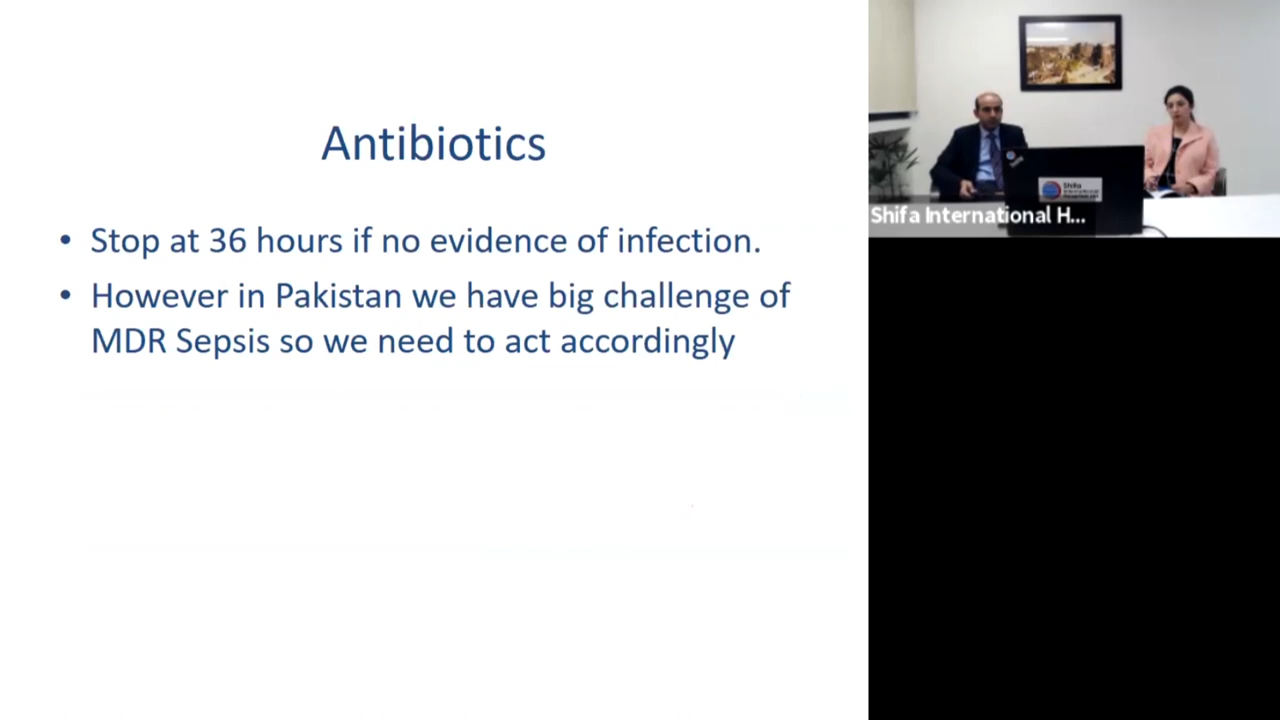 Antibiotics
• Stop at 36 hours if no evidence of infection.
• However in Pakistan we have big challenge of
MDR Sepsis so we need to act accordingly
Shifa
Shifa International H...